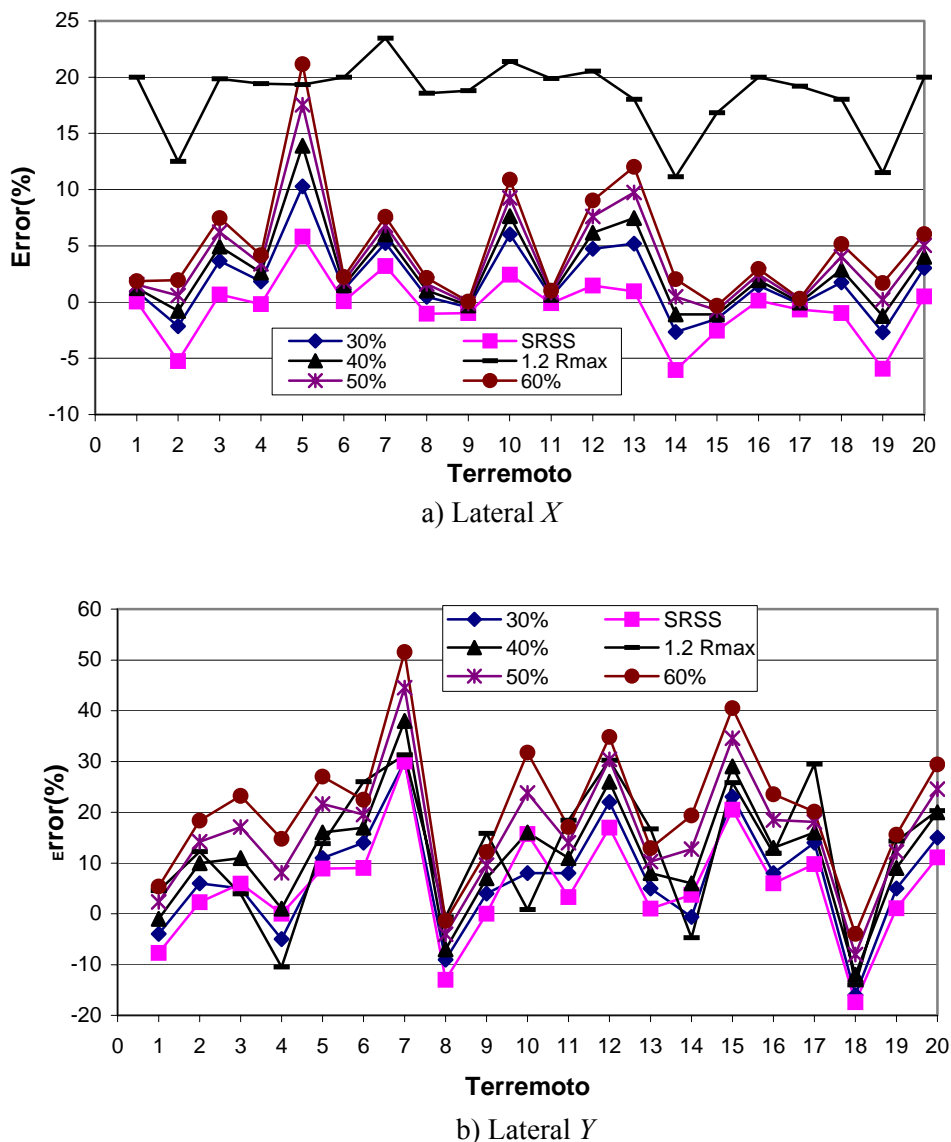 25
20
15
10
5
0
-5
-10
Error(%)
30% SRSS
40% 1.2 Rmax
50% 60%
0 1 2 3 4 5 6 7 8 9 10 11 12 13 14 15 16 17 18 19 20
Terremoto
a) Lateral X
60
50
40
30
20
10
0
-10
-20
Error(%)
30% SRSS
40% 1.2 Rmax
50% 60%
0 1 2 3 4 5 6 7 8 9 10 11 12 13 14 15 16 17 18 19 20
Terremoto
b) Lateral Y